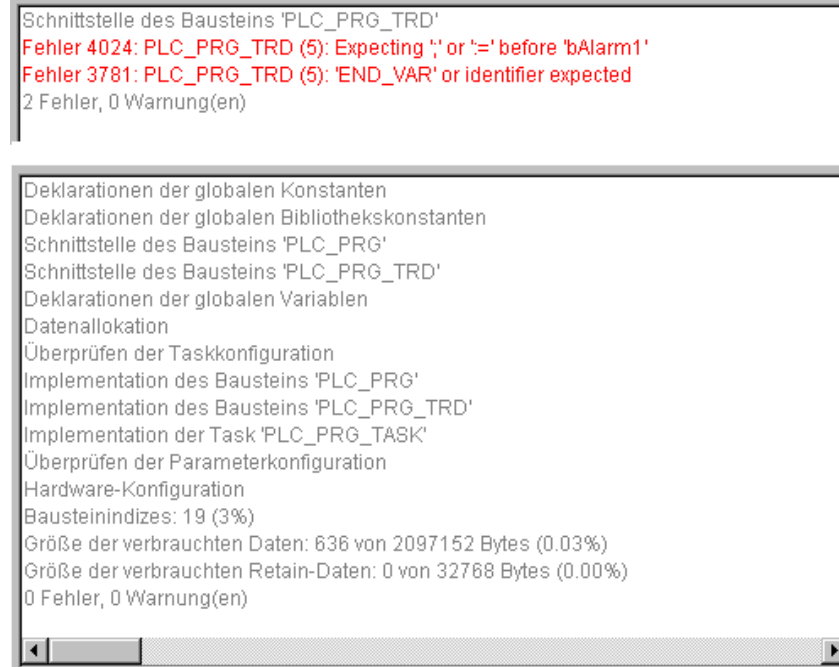 Schnittstelle des Bausteins 'PLC_PRG_TRD'
Fehler 4024: PLC_PRG_TRD (5): Expecting ';' or ':=' before 'bAlarm1'
Fehler 3781: PLC_PRG_TRD (5): 'END_VAR' or identifier expected
2 Fehler, 0 Warnung(en)
Deklarationen der globalen Konstanten
Deklarationen der globalen Bibliothekskonstanten
Schnittstelle des Bausteins 'PLC_PRG'
Schnittstelle des Bausteins 'PLC_PRG_TRD'
Deklarationen der globalen Variablen
Datenallokation
Überprüfen der Taskkonfiguration
Implementation des Bausteins 'PLC_PRG'
Implementation des Bausteins 'PLC_PRG_TRD'
Implementation der Task 'PLC_PRG_TASK'
Überprüfen der Parameterkonfiguration
Hardware-Konfiguration
Bausteinindizes: 19 (3%)
Größe der verbrauchten Daten: 636 von 2097152 Bytes (0.03%)
Größe der verbrauchten Retain-Daten: 0 von 32768 Bytes (0.00%)
0 Fehler, 0 Warnung(en)